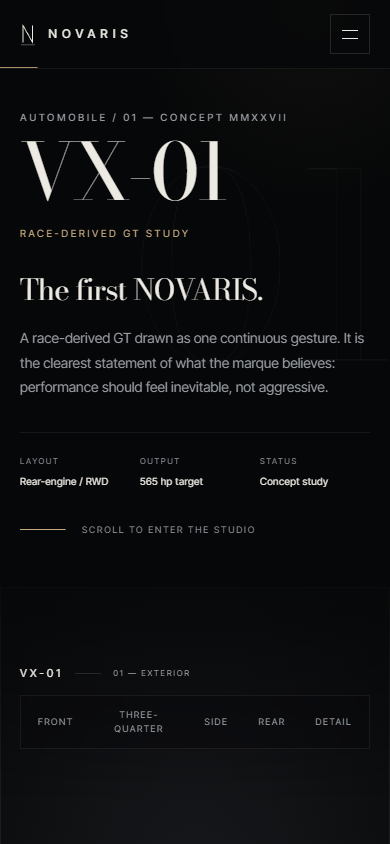 NOVARIS
AUTOMOBILE / 01 — CONCEPT MMXXVII
VX-01
RACE-DERIVED GT STUDY
The first NOVARIS.
A race-derived GT drawn as one continuous gesture. It is
the clearest statement of what the marque believes:
performance should feel inevitable, not aggressive.
LAYOUT OUTPUT STATUS
Rear-engine / RWD 565 hp target Concept study
SCROLL TO ENTER THE STUDIO
VX-01 01 — EXTERIOR
FRONT THREE-QUARTER SIDE REAR DETAIL